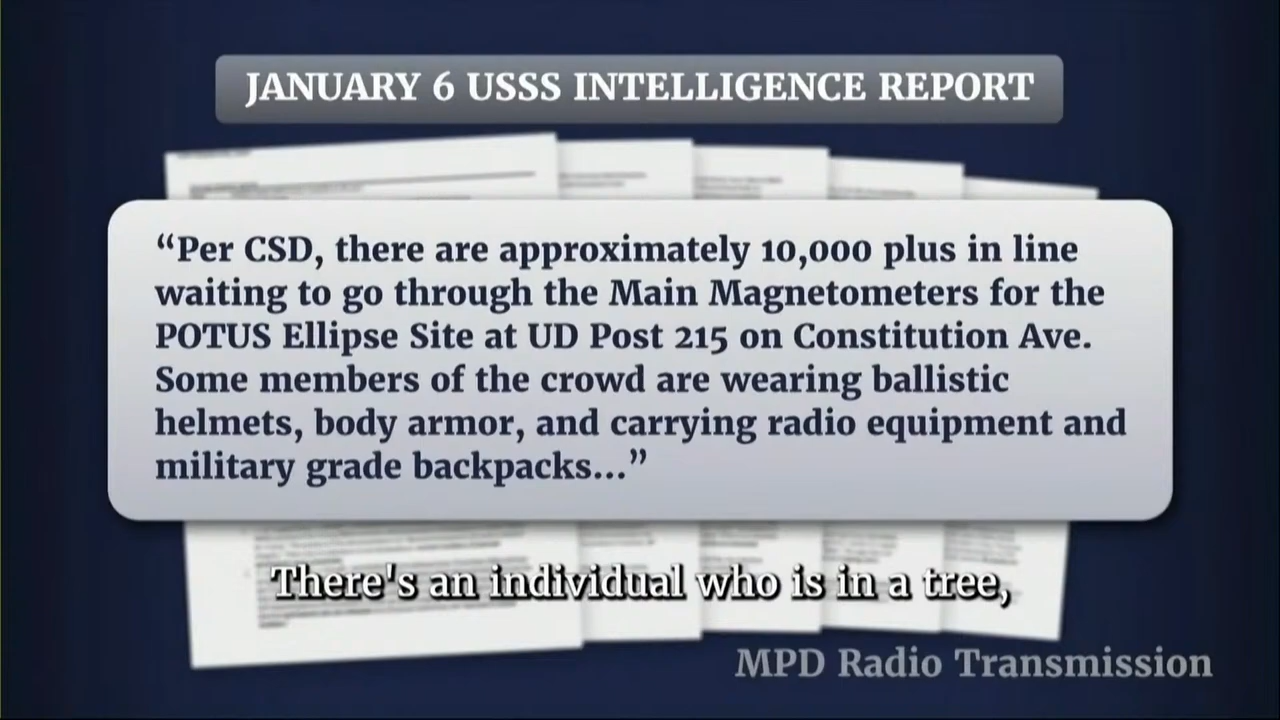 JANUARY 6 USSS INTELLIGENCE REPORT
“Per CSD, there are approximately 10,000 plus in line
waiting to go through the Main Magnetometers for the
POTUS Ellipse Site at UD Post 215 on Constitution Ave.
Some members of the crowd are wearing ballistic
helmets, body armor, and carrying radio equipment and
military grade backpacks...”
There's an individual who is in a tree,
MPD Radio Transmission